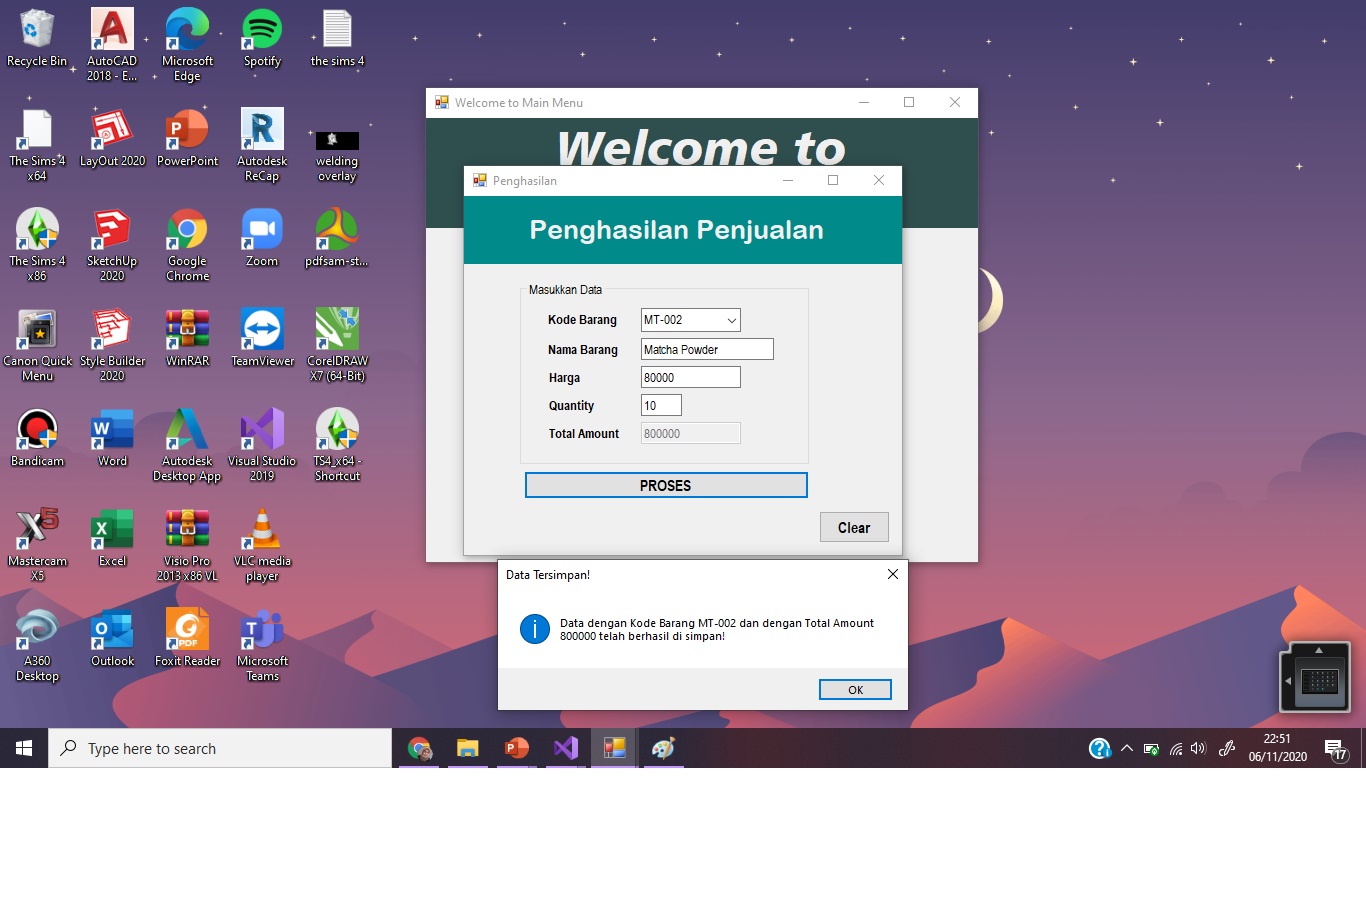 Recycle Bin
AutoCAD
2018 - E...
Microsoft
Edge
Spotify
the sims 4
The Sims 4
x64
LayOut 2020
PowerPoint
Autodesk
ReCap
welding
overlay
The Sims 4
x86
SketchUp
2020
Google
Chrome
Zoom
pdfsam-st...
Canon Quick
Menu
Style Builder
2020
WinRAR
TeamViewer
CorelDRAW
X7 (64-Bit)
Bandicam
Word
Autodesk
Desktop App
Visual Studio
2019
TS4_x64 -
Shortcut
Mastercam
X5
Excel
Visio Pro
2013 x86 VL
VLC media
player
A360
Desktop
Outlook
Foxit Reader
Microsoft
Teams
Welcome to Main Menu
Welcome to
Penghasilan
Penghasilan Penjualan
Masukkan Data
Kode Barang MT-002
Nama Barang Matcha Powder
Harga 80000
Quantity 10
Total Amount 800000
PROSES
Clear
Data Tersimpan!
Data dengan Kode Barang MT-002 dan dengan Total Amount
800000 telah berhasil di simpan!
OK
Type here to search
22:51
06/11/2020
17